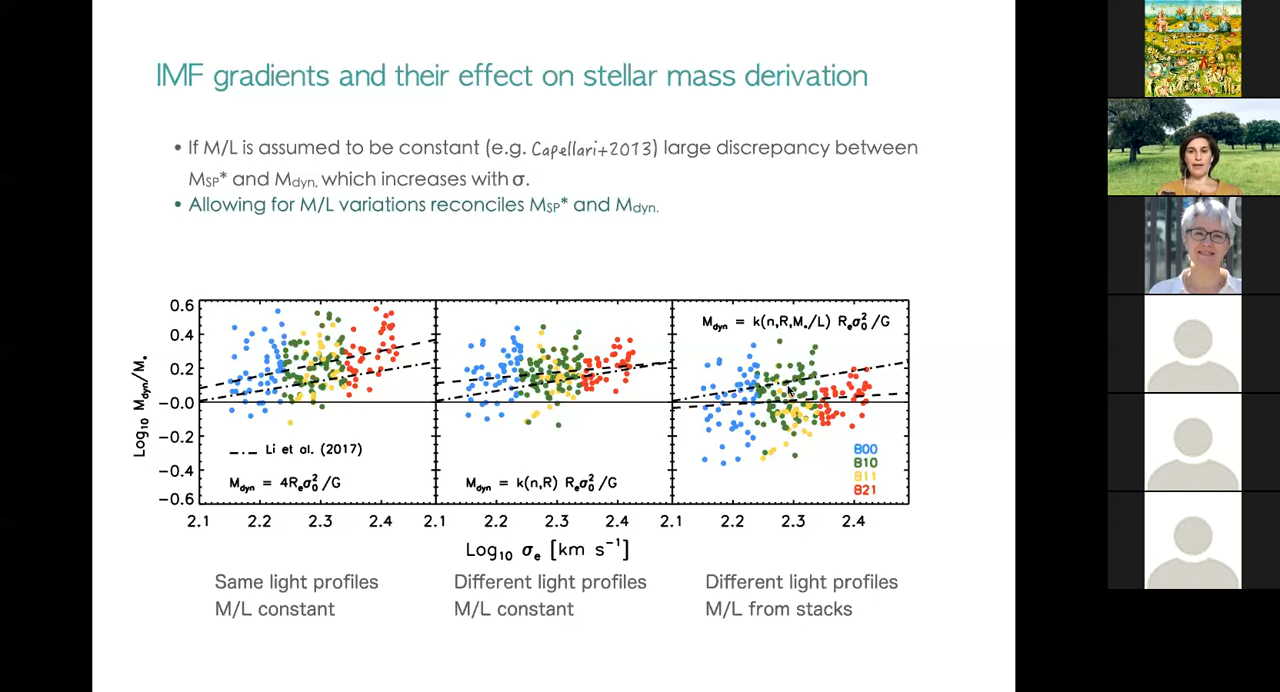 IMF gradients and their effect on stellar mass derivation
• If M/L is assumed to be constant (e.g. Capellari+2013) large discrepancy between
MSP* and Mdyn, which increases with σ.
• Allowing for M/L variations reconciles MSP* and Mdyn.
Log10 Mdyn/M*
0.6
0.4
0.2
-0.0
-0.2
-0.4
-0.6
Li et al. (2017)
Mdyn = 4Reσ0²/G
Mdyn = k(n,R) Reσ0²/G
Mdyn = k(n,R,M*/L) Reσ0²/G
B00
B10
B11
B21
2.1 2.2 2.3 2.4 2.1 2.2 2.3 2.4 2.1 2.2 2.3 2.4
Log10 σe [km s⁻¹]
Same light profiles
M/L constant
Different light profiles
M/L constant
Different light profiles
M/L from stacks